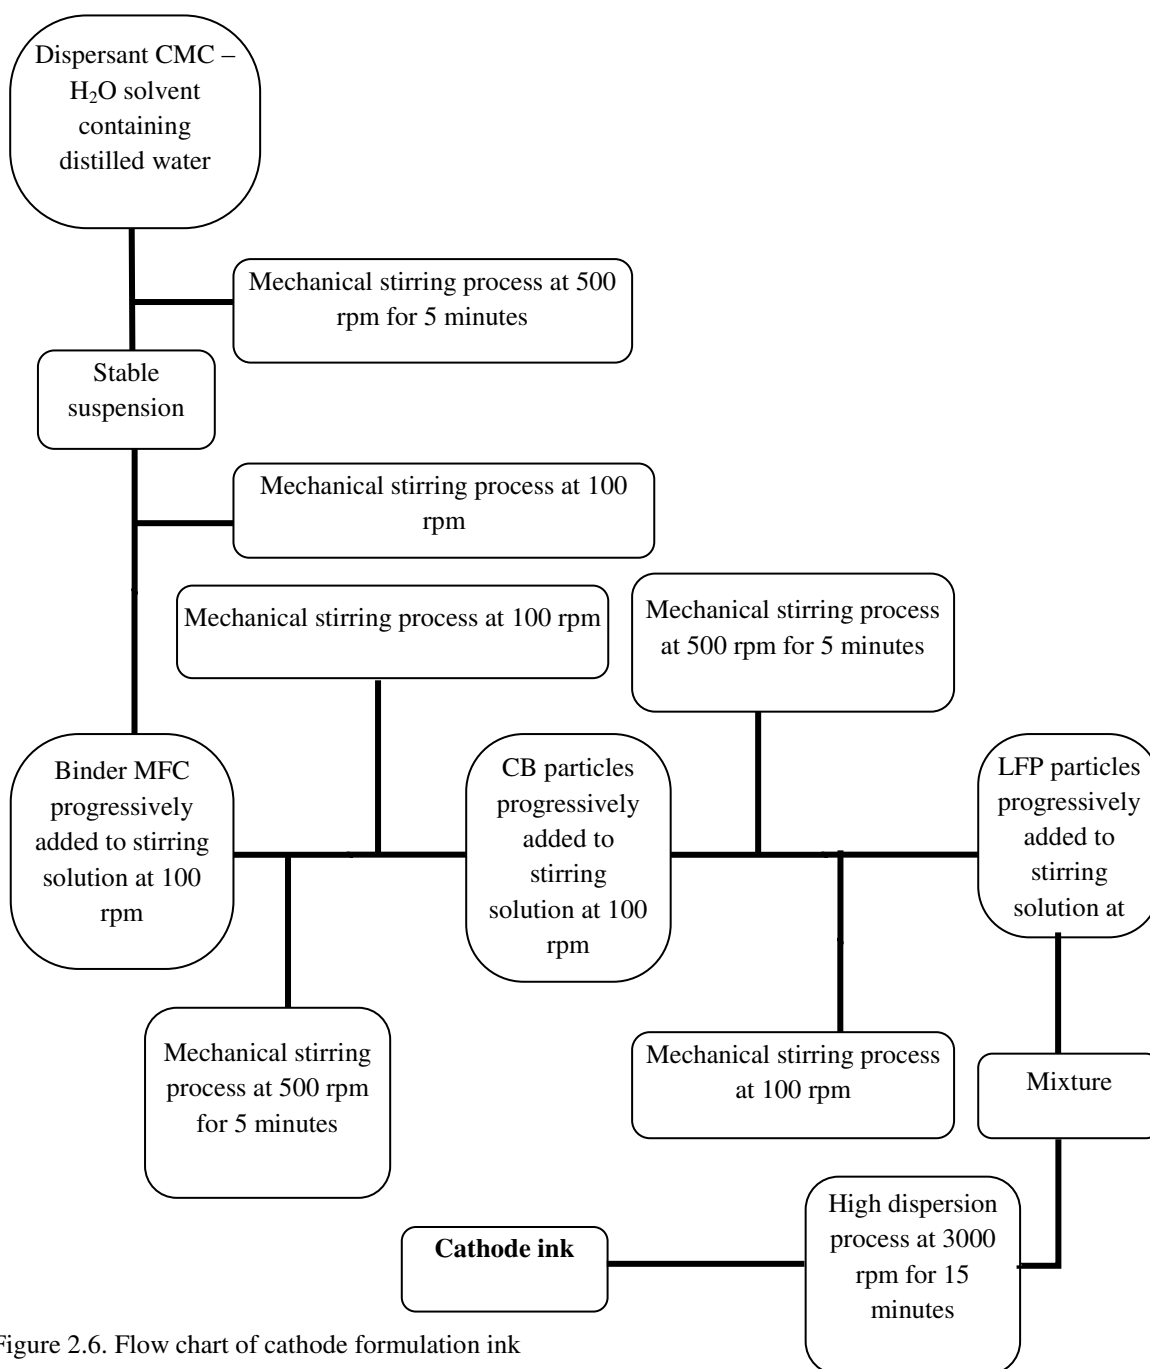 Dispersant CMC –
H₂O solvent
containing
distilled water
Mechanical stirring process at 500
rpm for 5 minutes
Stable
suspension
Mechanical stirring process at 100
rpm
Mechanical stirring process at 100 rpm
Mechanical stirring process
at 500 rpm for 5 minutes
Binder MFC
progressively
added to stirring
solution at 100
rpm
CB particles
progressively
added to
stirring
solution at 100
rpm
LFP particles
progressively
added to
stirring
solution at
Mechanical stirring
process at 500 rpm
for 5 minutes
Mechanical stirring process
at 100 rpm
Mixture
High dispersion
process at 3000
rpm for 15
minutes
Cathode ink
Figure 2.6. Flow chart of cathode formulation ink